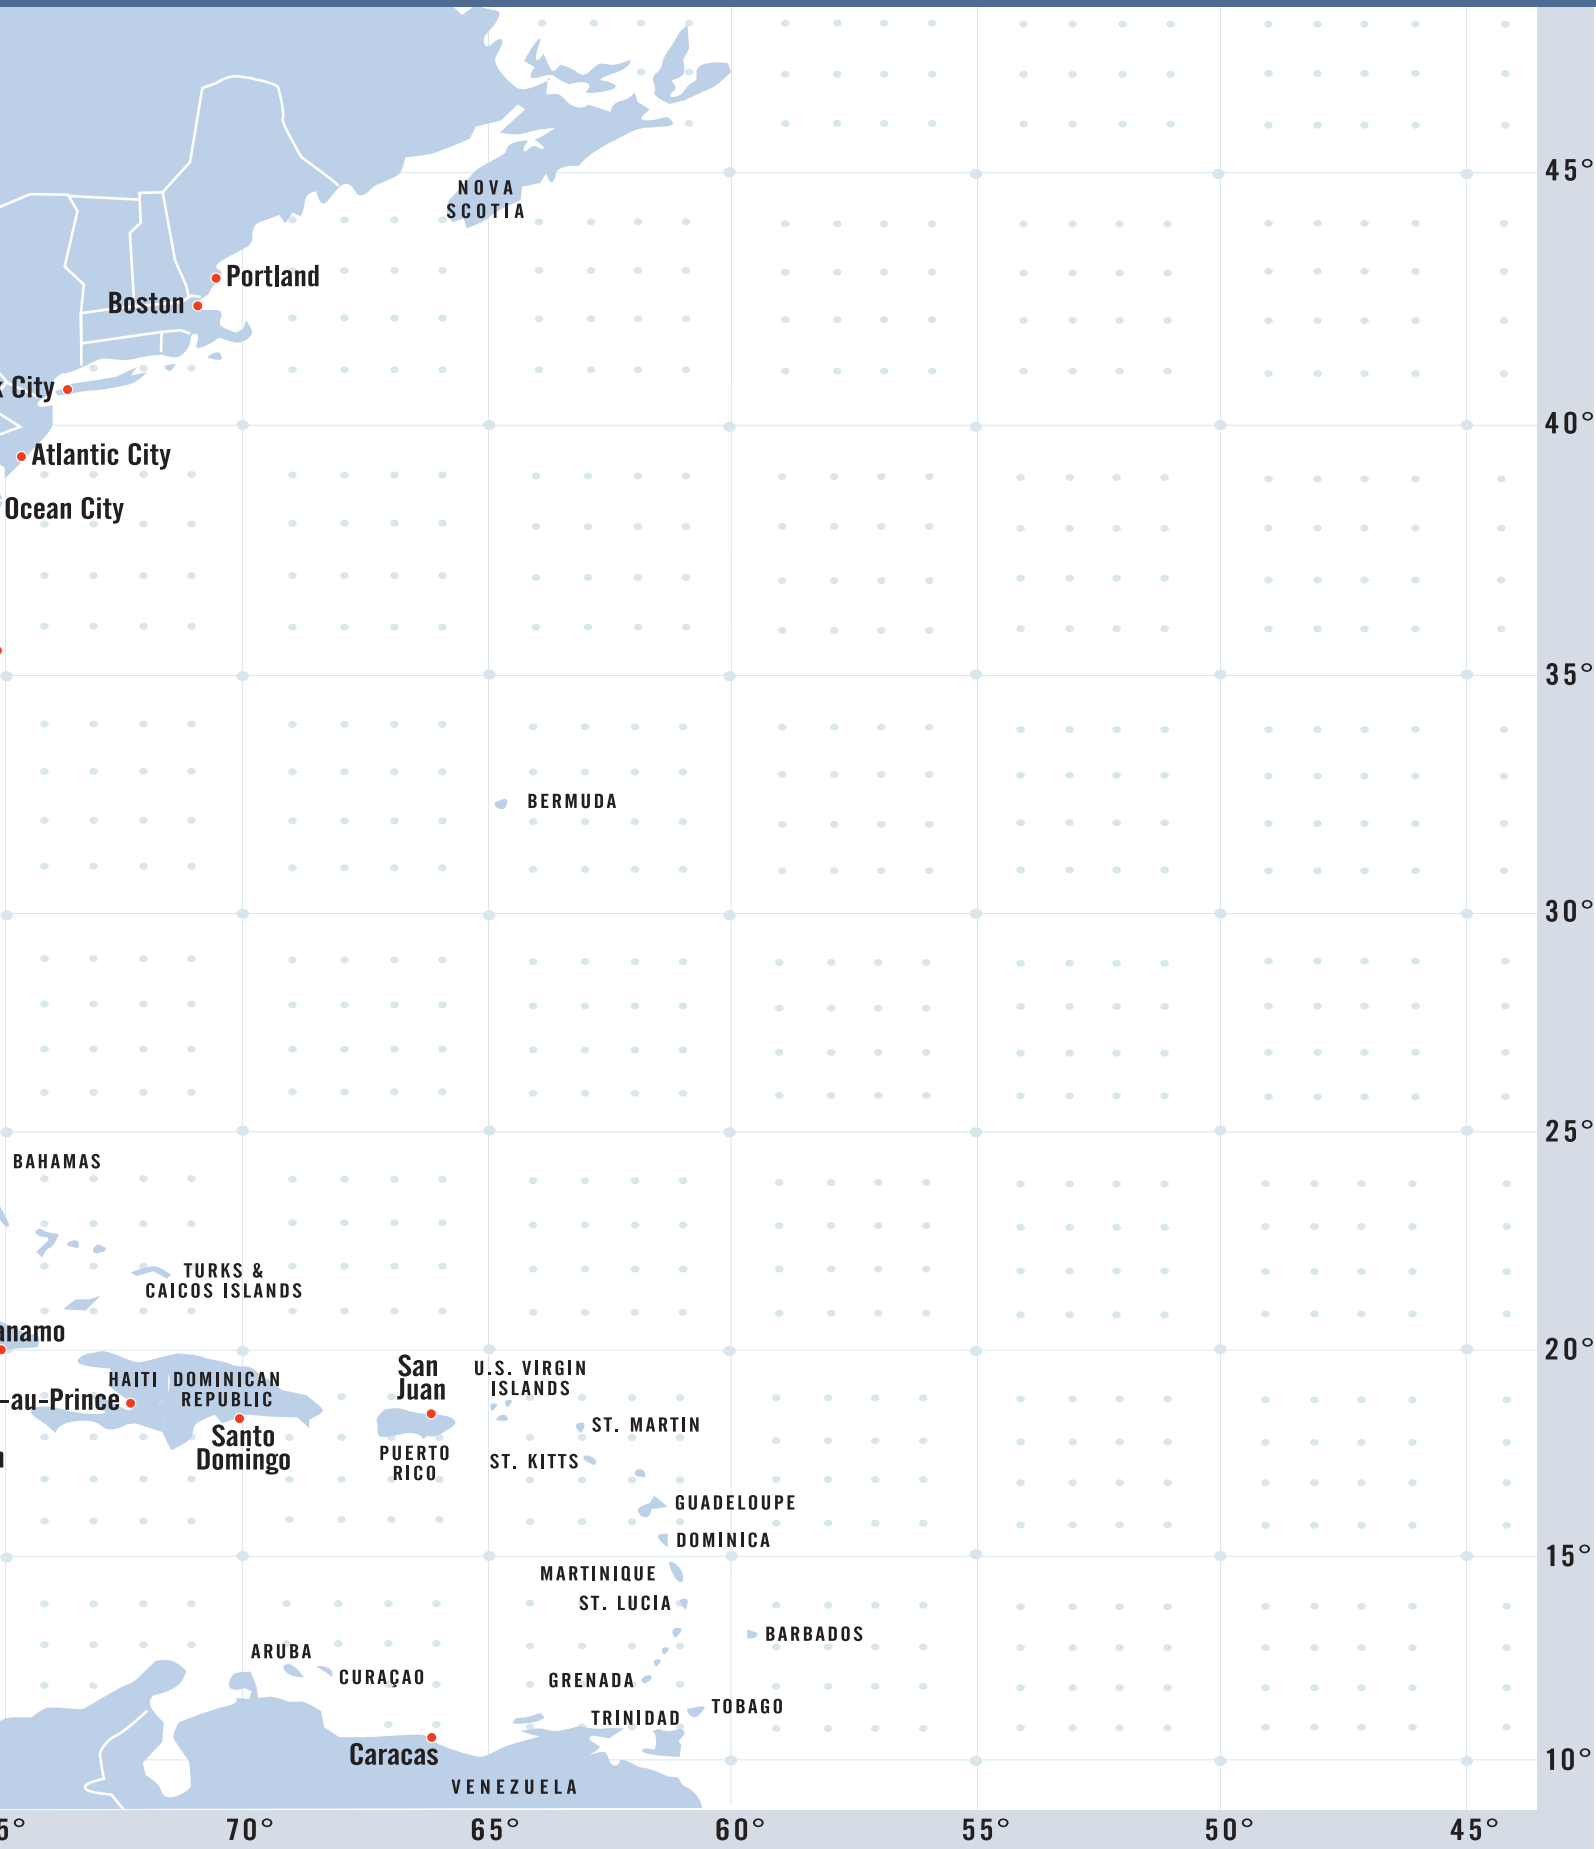 45°
NOVA
SCOTIA
Portland
Boston
City
40°
Atlantic City
Ocean City
35°
BERMUDA
30°
25°
BAHAMAS
TURKS &
CAICOS ISLANDS
20°
San
Juan
U.S. VIRGIN
ISLANDS
HAITI
DOMINICAN
REPUBLIC
-au-Prince
ST. MARTIN
Santo
Domingo
PUERTO
RICO
ST. KITTS
GUADELOUPE
DOMINICA
15°
MARTINIQUE
ST. LUCIA
BARBADOS
ARUBA
CURAÇAO
GRENADA
TOBAGO
TRINIDAD
Caracas
10°
VENEZUELA
5°
70°
65°
60°
55°
50°
45°